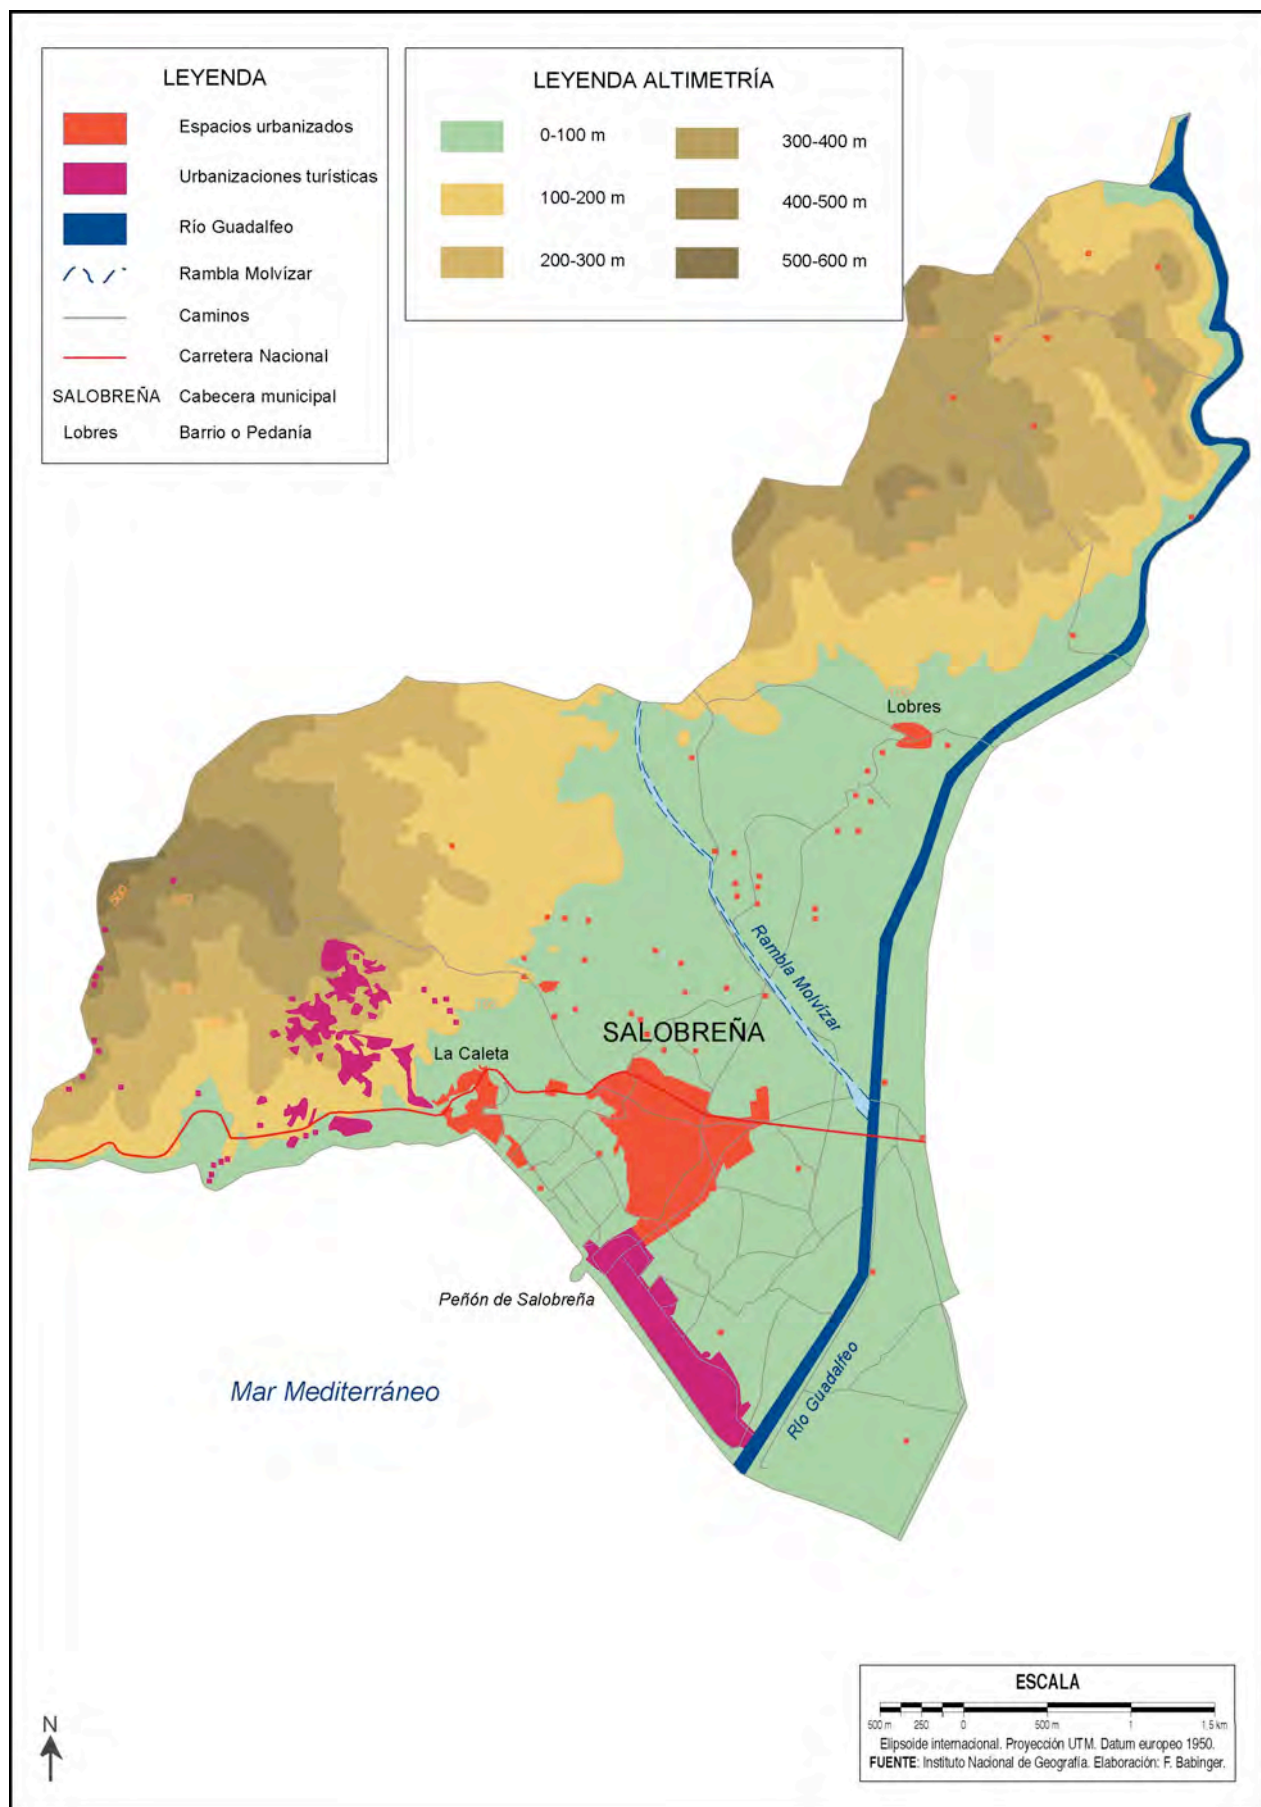 LEYENDA
Espacios urbanizados
Urbanizaciones turísticas
Río Guadalfeo
Rambla Molvízar
Caminos
Carretera Nacional
SALOBREÑA Cabecera municipal
Lobres Barrio o Pedanía
LEYENDA ALTIMETRÍA
0-100 m
100-200 m
200-300 m
300-400 m
400-500 m
500-600 m
Lobres
500
Rambla Molvízar
SALOBREÑA
La Caleta
Peñón de Salobreña
Mar Mediterráneo
Río Guadalfeo
N
ESCALA
500 m 250 0 500 m 1 1,5 km
Elipsoide internacional. Proyección UTM. Datum europeo 1950.
FUENTE: Instituto Nacional de Geografía. Elaboración: F. Babinger.